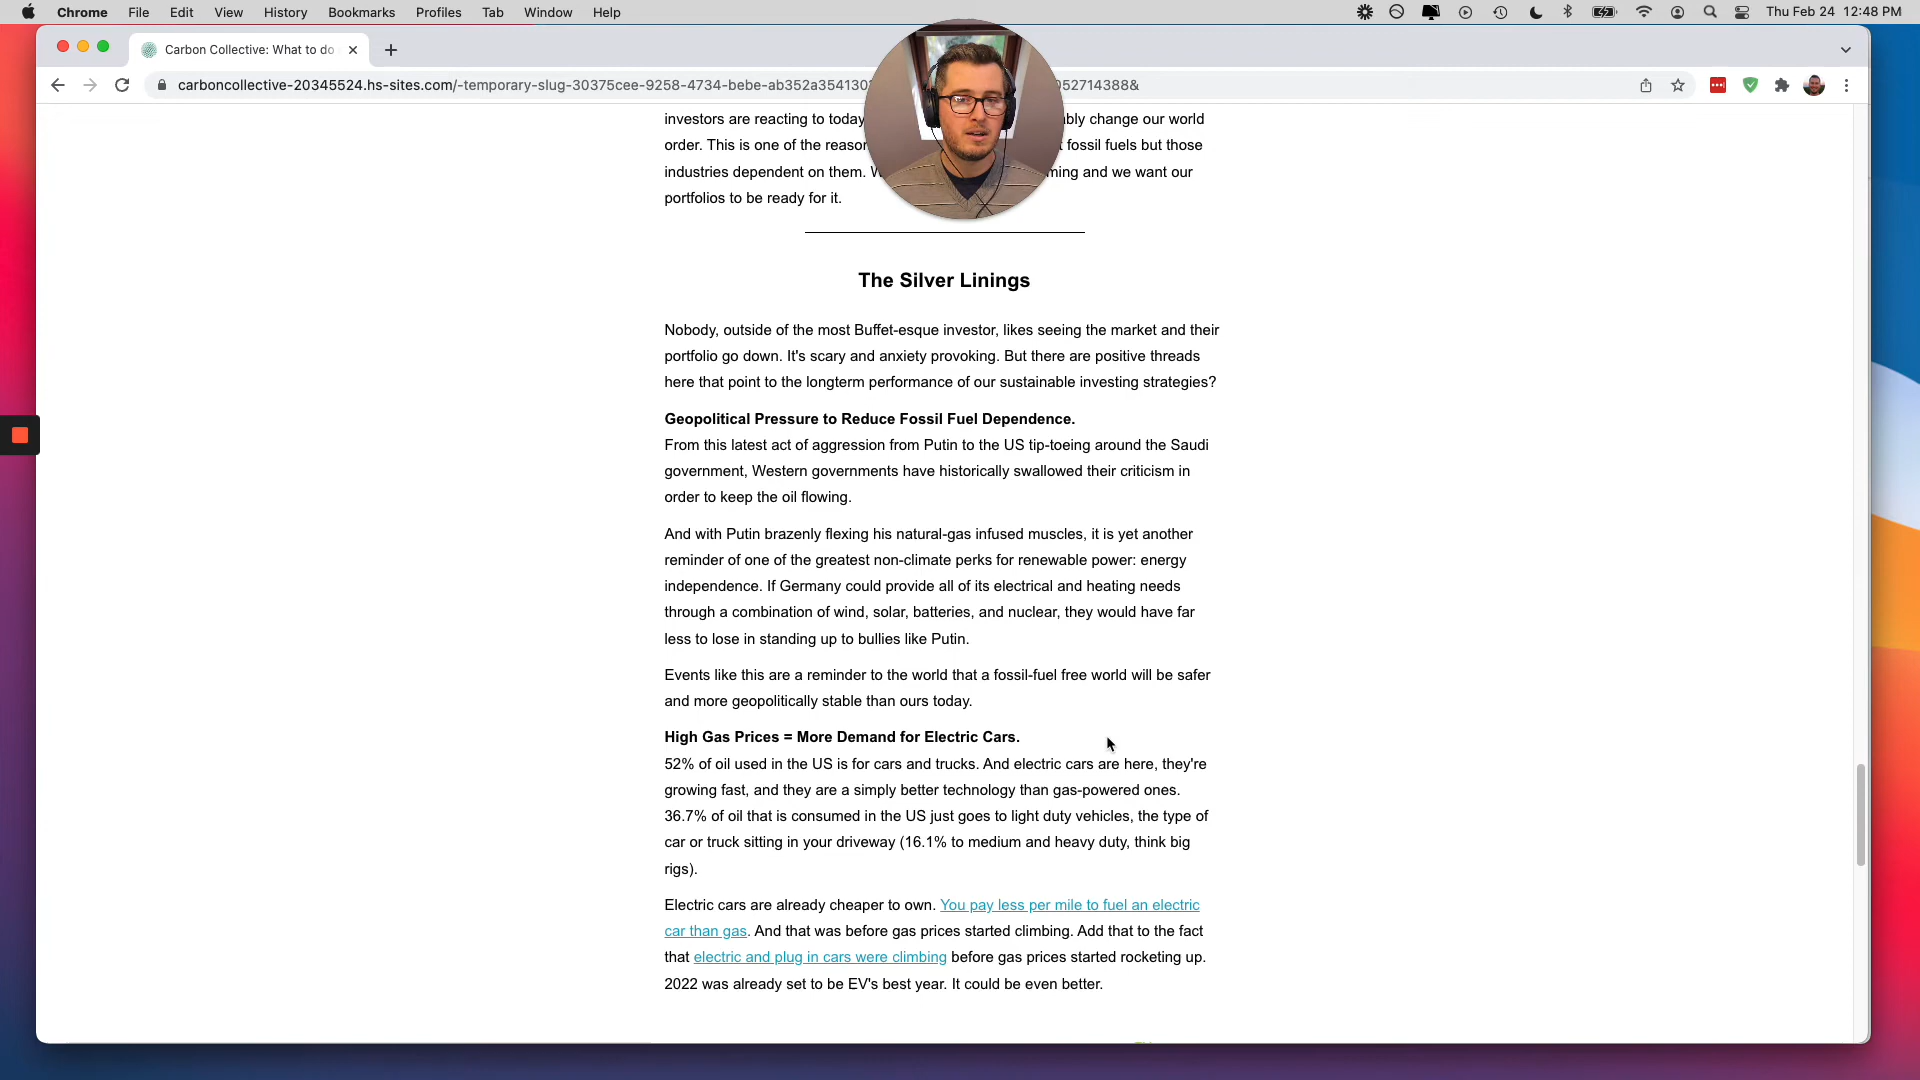 Chrome File Edit View History Bookmarks Profiles Tab Window Help Thu Feb 24 12:48 PM
Carbon Collective: What to do
carboncollective-20345524.hs-sites.com/-temporary-slug-30375cee-9258-4734-bebe-ab352a35413 52714388&
investors are reacting to today change our world
order. This is one of the fossil fuels but those
industries dependent on them. and we want our
portfolios to be ready for it.
The Silver Linings
Nobody, outside of the most Buffet-esque investor, likes seeing the market and their
portfolio go down. It's scary and anxiety provoking. But there are positive threads
here that point to the longterm performance of our sustainable investing strategies?
Geopolitical Pressure to Reduce Fossil Fuel Dependence.
From this latest act of aggression from Putin to the US tip-toeing around the Saudi
government, Western governments have historically swallowed their criticism in
order to keep the oil flowing.
And with Putin brazenly flexing his natural-gas infused muscles, it is yet another
reminder of one of the greatest non-climate perks for renewable power: energy
independence. If Germany could provide all of its electrical and heating needs
through a combination of wind, solar, batteries, and nuclear, they would have far
less to lose in standing up to bullies like Putin.
Events like this are a reminder to the world that a fossil-fuel free world will be safer
and more geopolitically stable than ours today.
High Gas Prices = More Demand for Electric Cars.
52% of oil used in the US is for cars and trucks. And electric cars are here, they're
growing fast, and they are a simply better technology than gas-powered ones.
36.7% of oil that is consumed in the US just goes to light duty vehicles, the type of
car or truck sitting in your driveway (16.1% to medium and heavy duty, think big
rigs).
Electric cars are already cheaper to own. You pay less per mile to fuel an electric
car than gas. And that was before gas prices started climbing. Add that to the fact
that electric and plug in cars were climbing before gas prices started rocketing up.
2022 was already set to be EV's best year. It could be even better.